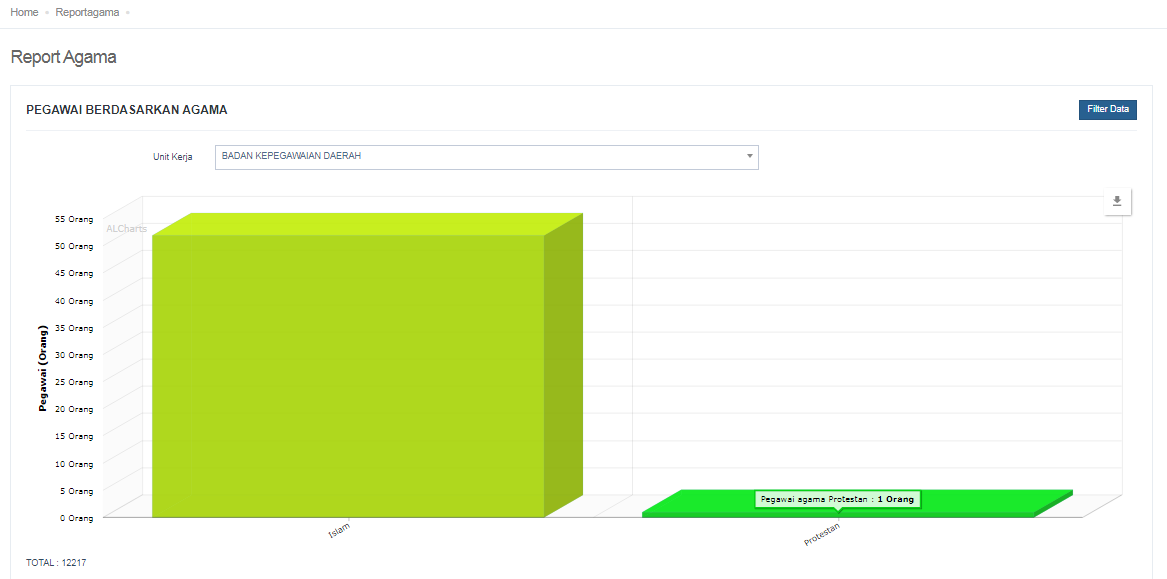 Home Reportagama
Report Agama
PEGAWAI BERDASARKAN AGAMA
Filter Data
Unit Kerja
BADAN KEPEGAWAIAN DAERAH
ALCharts
55 Orang
50 Orang
45 Orang
40 Orang
35 Orang
30 Orang
25 Orang
20 Orang
15 Orang
10 Orang
5 Orang
0 Orang
Pegawai (Orang)
Pegawai agama Protestan : 1 Orang
Islam
Protestan
TOTAL : 12217